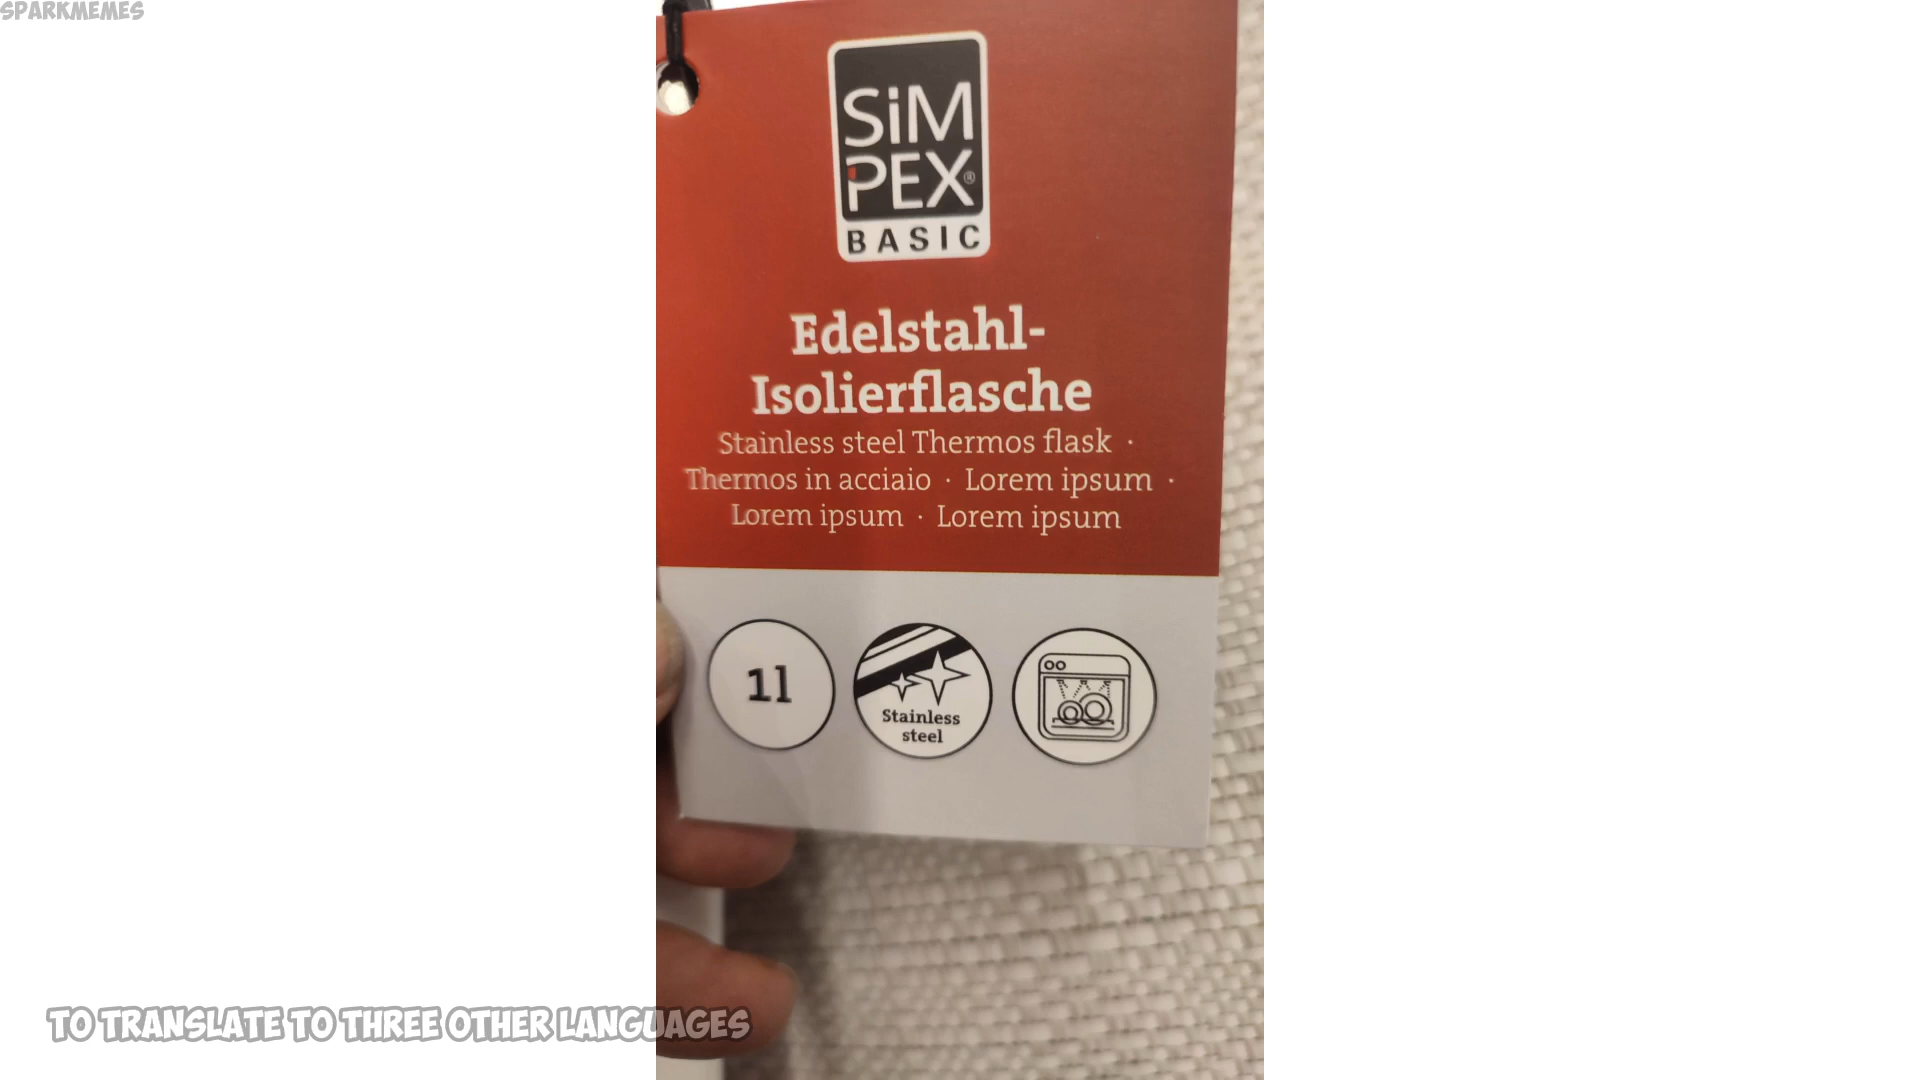 SPARKMEMES
SiM
PEX®
BASIC
Edelstahl-
Isolierflasche
Stainless steel Thermos flask ·
Thermos in acciaio · Lorem ipsum ·
Lorem ipsum · Lorem ipsum
1l
Stainless
steel
TO TRANSLATE TO THREE OTHER LANGUAGES